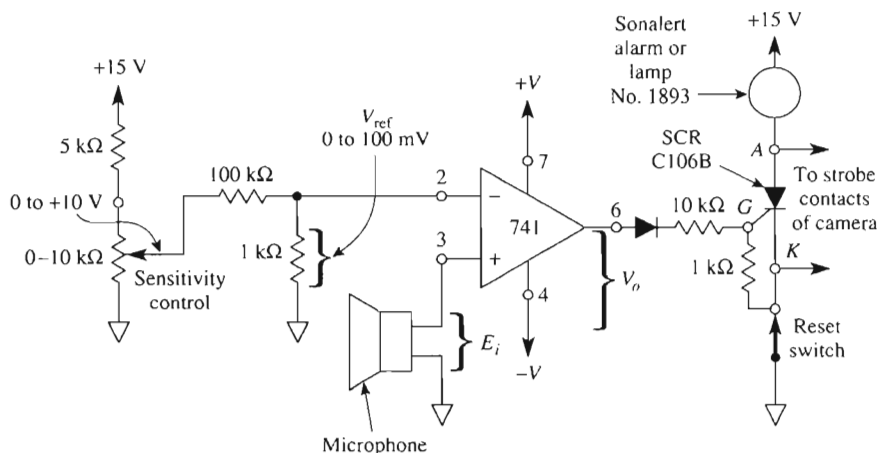 Sonalert
alarm or
lamp
No. 1893
+15 V
+15 V
5 kΩ
0 to +10 V
0–10 kΩ
Sensitivity
control
100 kΩ
V_ref
0 to 100 mV
1 kΩ
2
3
−
+
741
+V
7
4
−V
6
V_o
E_i
Microphone
10 kΩ
1 kΩ
SCR
C106B
A
G
K
To strobe
contacts
of camera
Reset
switch